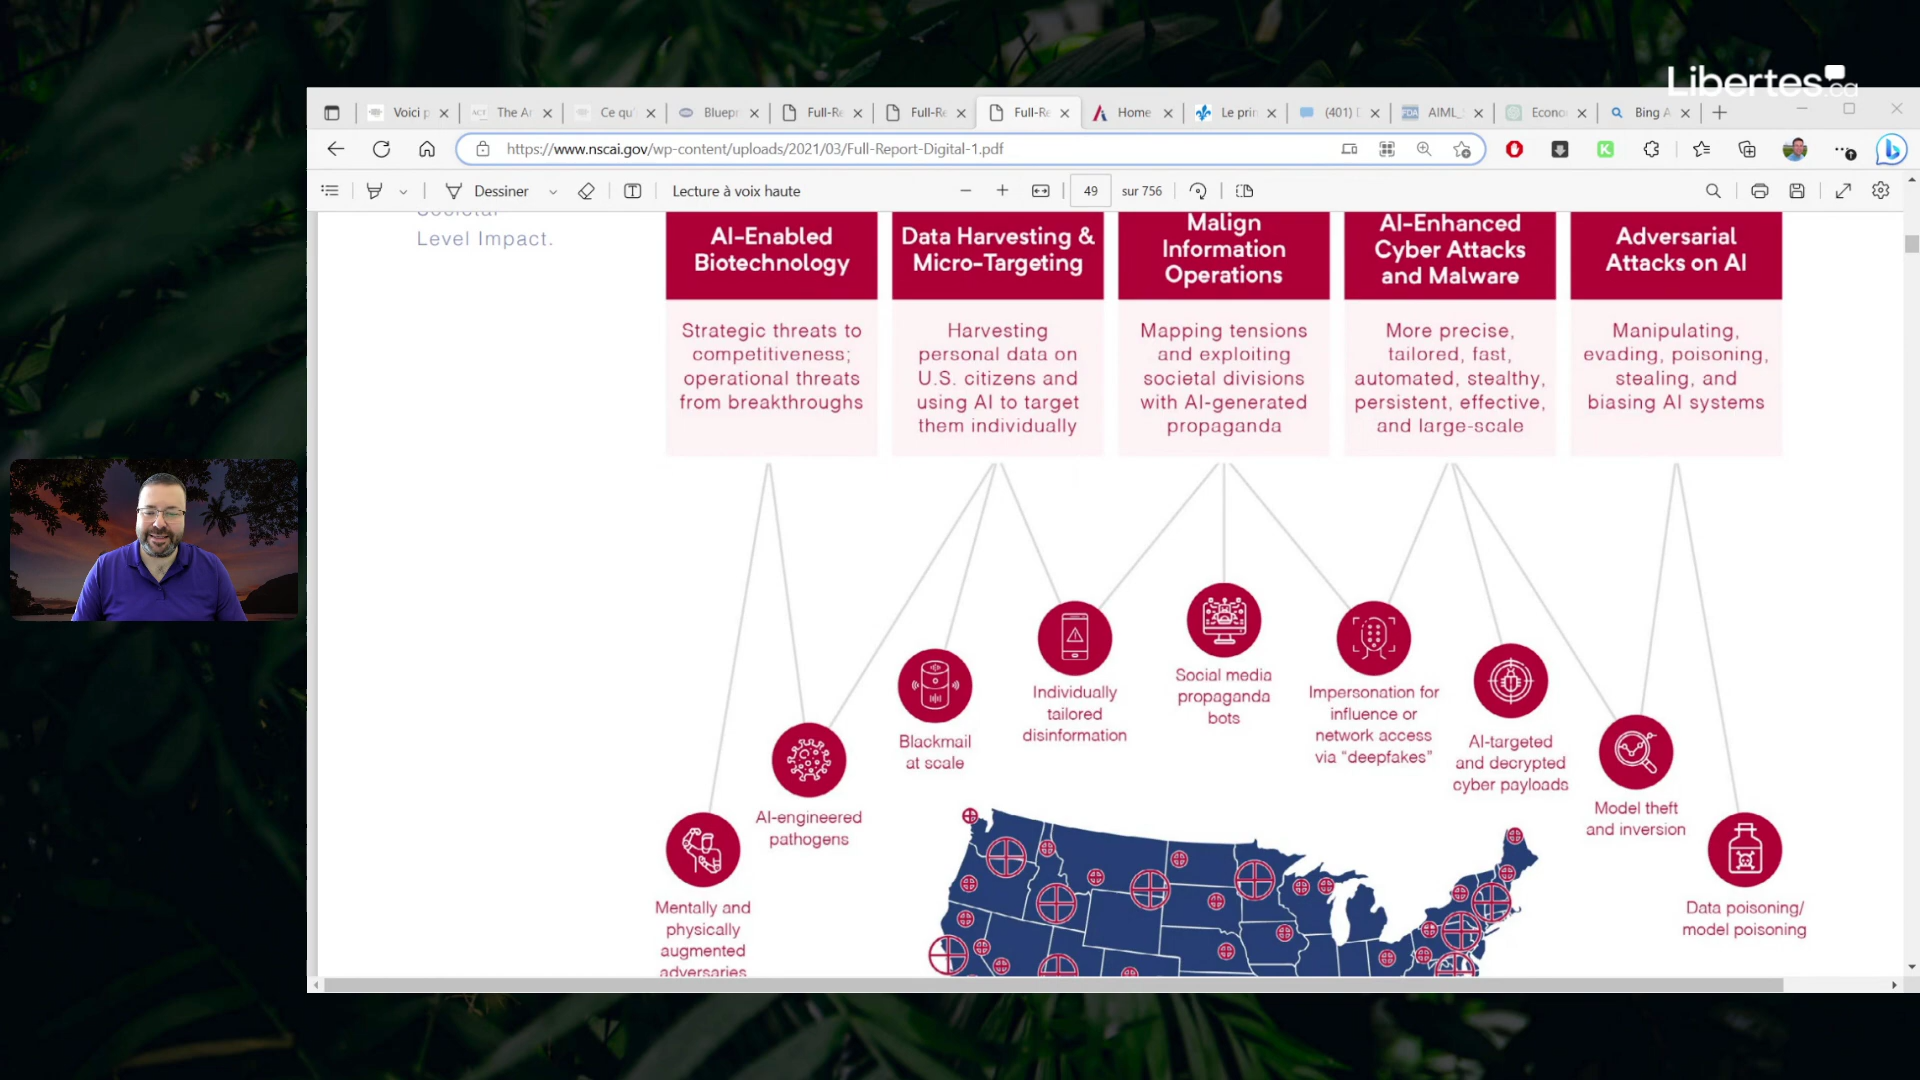 Libertes.ca
Voici p
The Ar
Ce qu'
Bluepr
Full-Re
Full-Re
Full-Re
Home
Le prin
(401)
AIML_
Econo
Bing A
https://www.nscai.gov/wp-content/uploads/2021/03/Full-Report-Digital-1.pdf
Dessiner
Lecture à voix haute
49
sur 756
Societal
Level Impact.
AI-Enabled
Biotechnology
Strategic threats to
competitiveness;
operational threats
from breakthroughs
Data Harvesting &
Micro-Targeting
Harvesting
personal data on
U.S. citizens and
using AI to target
them individually
Malign
Information
Operations
Mapping tensions
and exploiting
societal divisions
with AI-generated
propaganda
AI-Enhanced
Cyber Attacks
and Malware
More precise,
tailored, fast,
automated, stealthy,
persistent, effective,
and large-scale
Adversarial
Attacks on AI
Manipulating,
evading, poisoning,
stealing, and
biasing AI systems
Mentally and
physically
augmented
adversaries
AI-engineered
pathogens
Blackmail
at scale
Individually
tailored
disinformation
Social media
propaganda
bots
Impersonation for
influence or
network access
via “deepfakes”
AI-targeted
and decrypted
cyber payloads
Model theft
and inversion
Data poisoning/
model poisoning